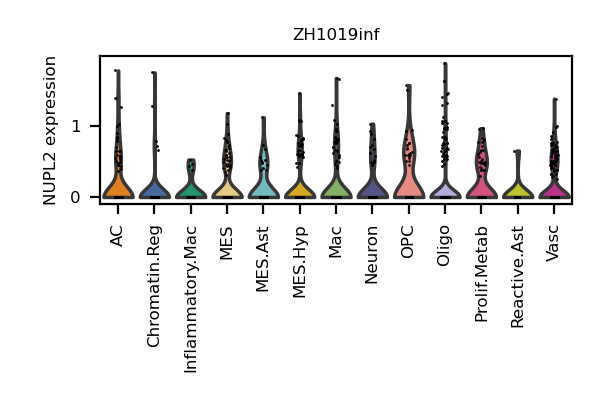 ZH1019inf
NUPL2 expression
1
0
AC
Chromatin.Reg
Inflammatory.Mac
MES
MES.Ast
MES.Hyp
Mac
Neuron
OPC
Oligo
Prolif.Metab
Reactive.Ast
Vasc